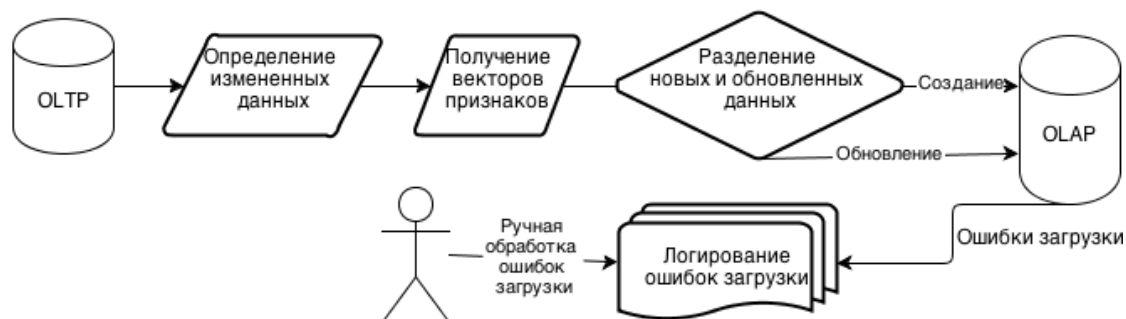 OLTP
Определение
измененных
данных
Получение
векторов
признаков
Разделение
новых и обновленных
данных
Создание
Обновление
OLAP
Ручная
обработка
ошибок
загрузки
Логирование
ошибок загрузки
Ошибки загрузки